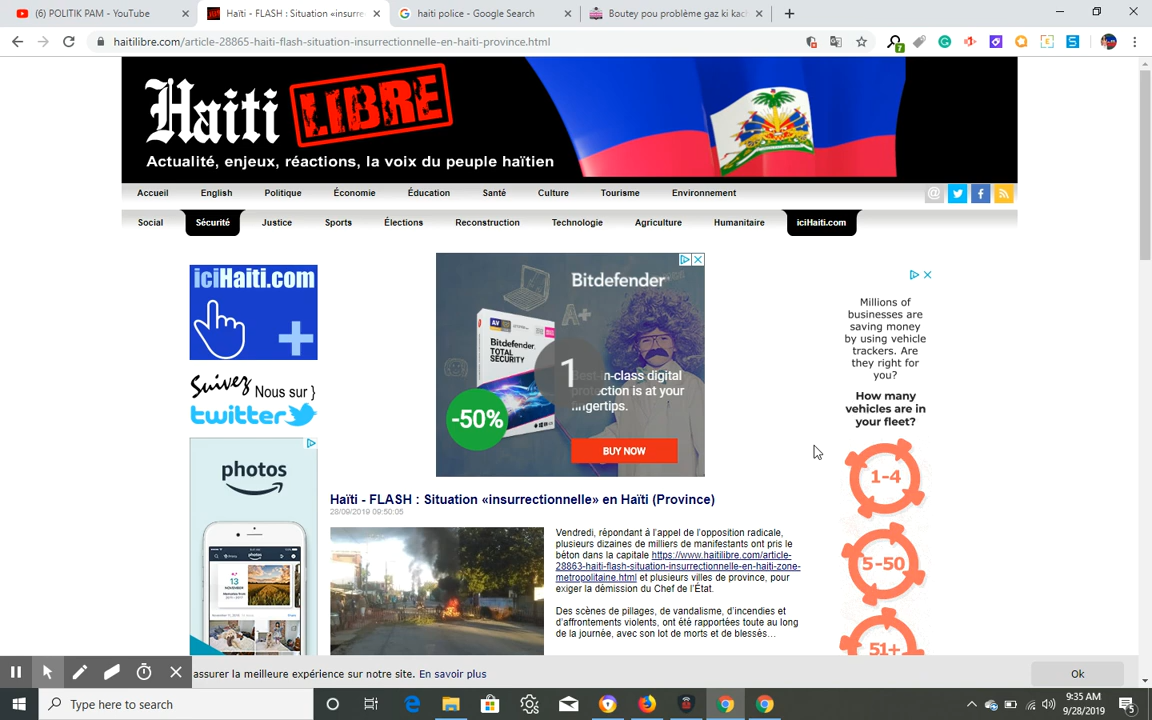 (6) POLITIK PAM - YouTube
Haïti - FLASH : Situation «insurre
haiti police - Google Search
Boutey pou problème gaz ki kach
haitilibre.com/article-28865-haiti-flash-situation-insurrectionnelle-en-haiti-province.html
7
Haiti LIBRE
Actualité, enjeux, réactions, la voix du peuple haïtien
Accueil English Politique Économie Éducation Santé Culture Tourisme Environnement
Social Sécurité Justice Sports Élections Reconstruction Technologie Agriculture Humanitaire iciHaiti.com
iciHaiti.com
Suivez Nous sur }
twitter
photos
13
Bitdefender
A+
Bitdefender
TOTAL
SECURITY
-50%
1
Best-in-class digital
protection is at your
fingertips.
BUY NOW
Millions of
businesses are
saving money
by using vehicle
trackers. Are
they right for
you?
How many
vehicles are in
your fleet?
1-4
5-50
51+
Haïti - FLASH : Situation «insurrectionnelle» en Haïti (Province)
28/09/2019 09:50:05
Vendredi, répondant à l'appel de l'opposition radicale,
plusieurs dizaines de milliers de manifestants ont pris le
béton dans la capitale https://www.haitilibre.com/article-
28863-haiti-flash-situation-insurrectionnelle-en-haiti-zone-
metropolitaine.html et plusieurs villes de province, pour
exiger la démission du Chef de l'État.
Des scènes de pillages, de vandalisme, d'incendies et
d'affrontements violents, ont été rapportées toute au long
de la journée, avec son lot de morts et de blessés…
assurer la meilleure expérience sur notre site. En savoir plus
Ok
Type here to search
9:35 AM
9/28/2019
5